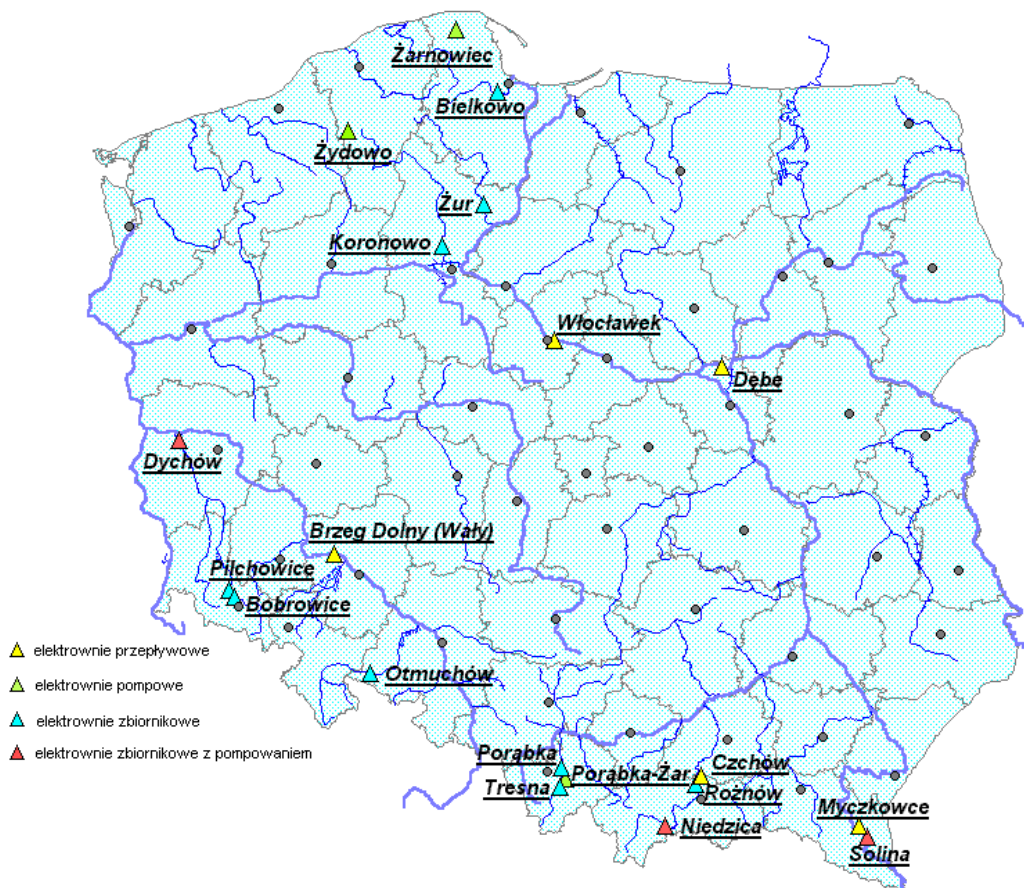 Żarnowiec
Bielkowo
Żydowo
Żur
Koronowo
Włocławek
Dębe
Dychów
Brzeg Dolny (Wały)
Pilchowice
Bobrowice
elektrownie przepływowe
Otmuchów
elektrownie pompowe
elektrownie zbiornikowe
elektrownie zbiornikowe z pompowaniem
Porąbka
Czchów
Porąbka-Żar
Tresna
Rożnów
Myczkowce
Niedzica
Solina